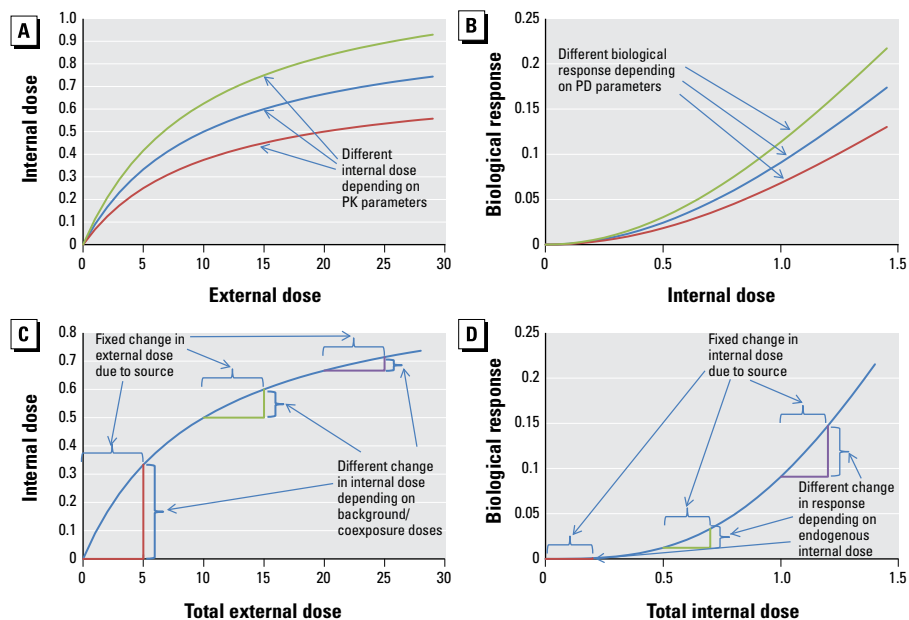 A
Internal dose
1.0
0.9
0.8
0.7
0.6
0.5
0.4
0.3
0.2
0.1
0
Different
internal dose
depending on
PK parameters
0
5
10
15
20
25
30
External dose
B
Biological response
0.25
0.20
0.15
0.1
0.05
0
Different biological
response depending
on PD parameters
0
0.5
1.0
1.5
Internal dose
C
Internal dose
0.8
0.7
0.6
0.5
0.4
0.3
0.2
0.1
0
Fixed change in
external dose
due to source
Different change
in internal dose
depending on
background/
coexposure doses
0
5
10
15
20
25
30
Total external dose
D
Biological response
0.25
0.20
0.15
0.1
0.05
0
Fixed change in
internal dose
due to source
Different change
in response
depending on
endogenous
internal dose
0
0.5
1.0
1.5
Total internal dose